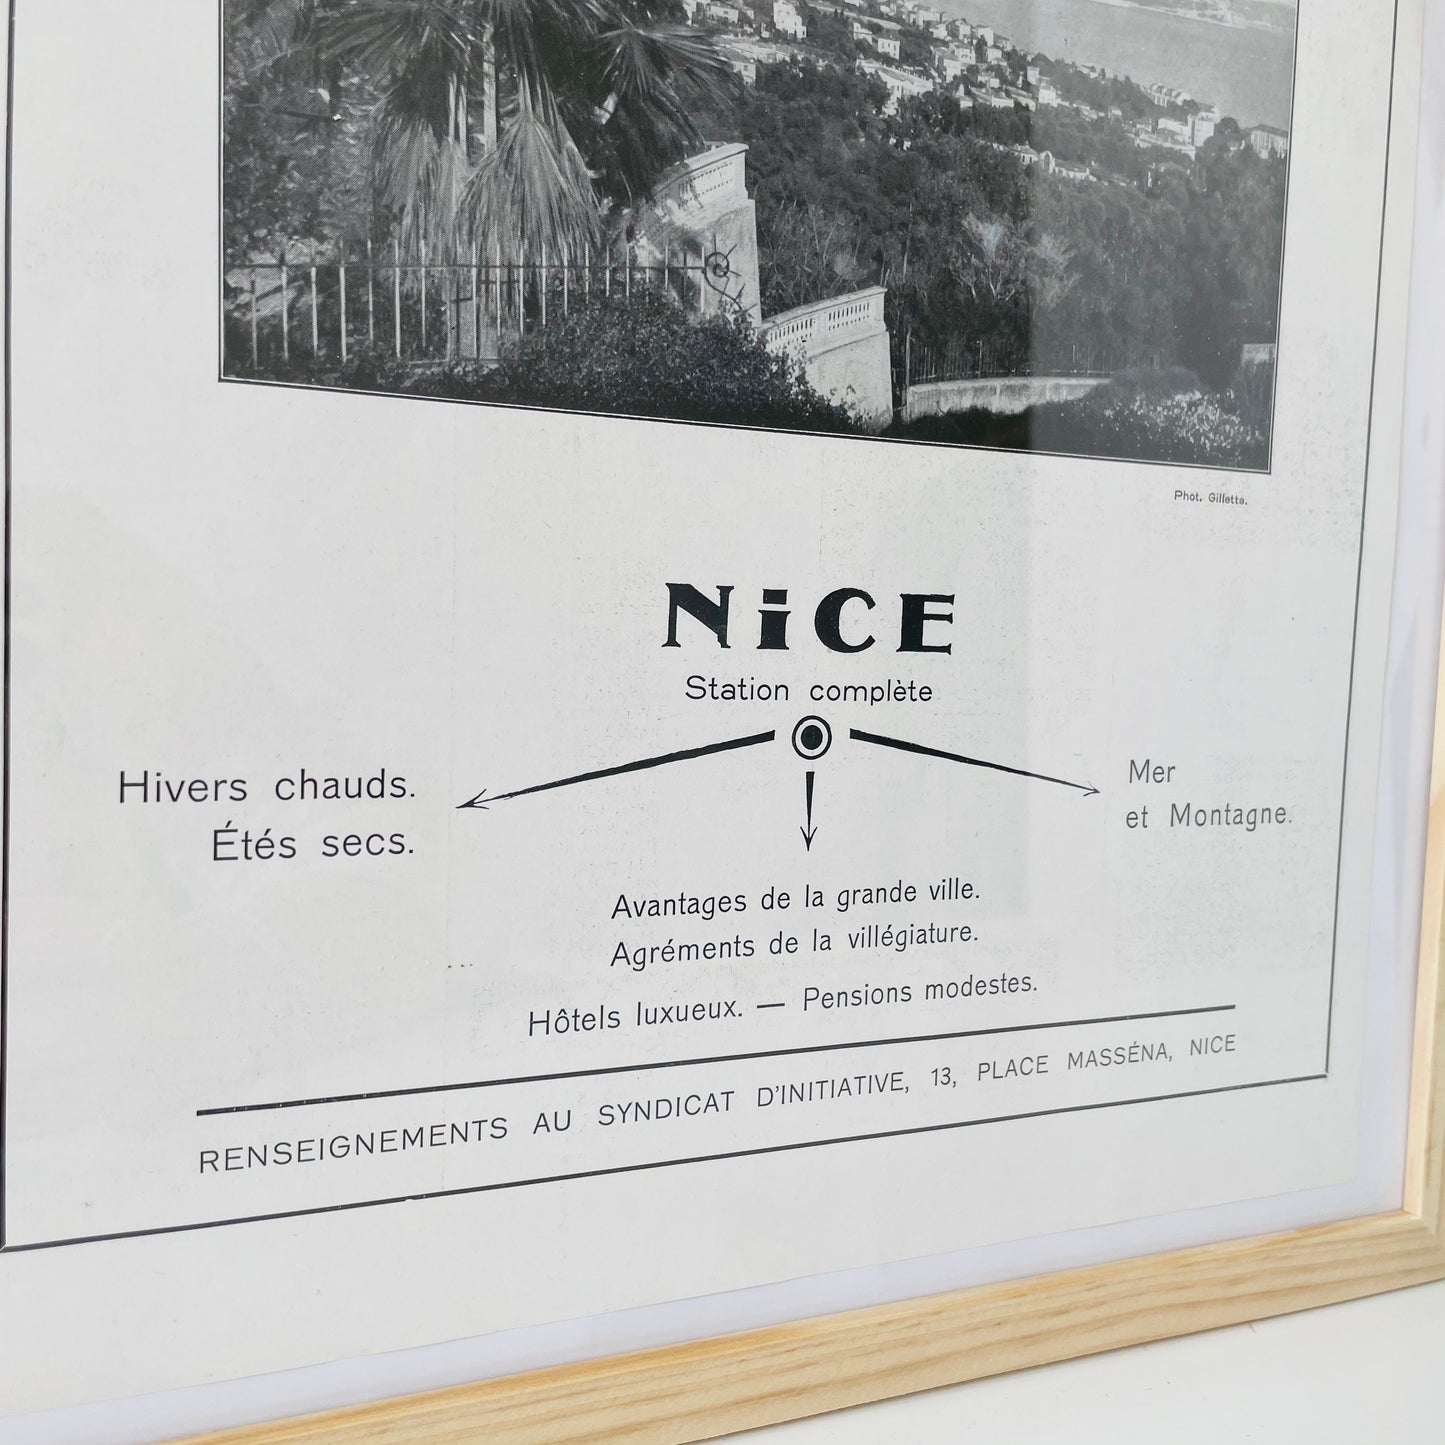 Phot. Gilletta.
NiCE
Station complète
Hivers chauds.
Étés secs.
Mer
et Montagne.
Avantages de la grande ville.
Agréments de la villégiature.
Hôtels luxueux. — Pensions modestes.
RENSEIGNEMENTS AU SYNDICAT D'INITIATIVE, 13, PLACE MASSÉNA, NICE